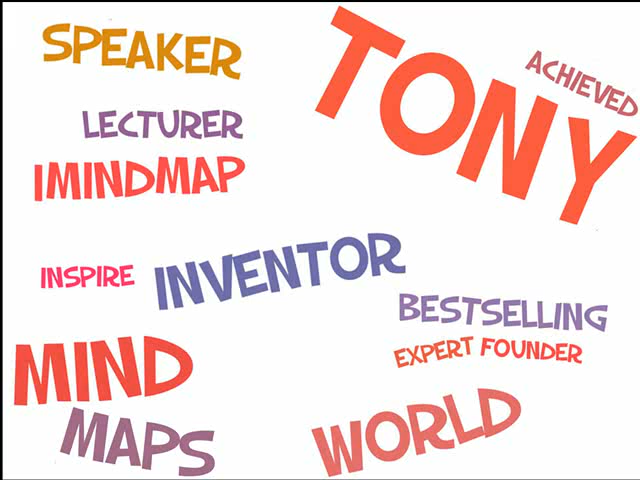 SPEAKER
TONY
ACHIEVED
LECTURER
IMINDMAP
INSPIRE
INVENTOR
BESTSELLING
EXPERT FOUNDER
MIND
MAPS
WORLD